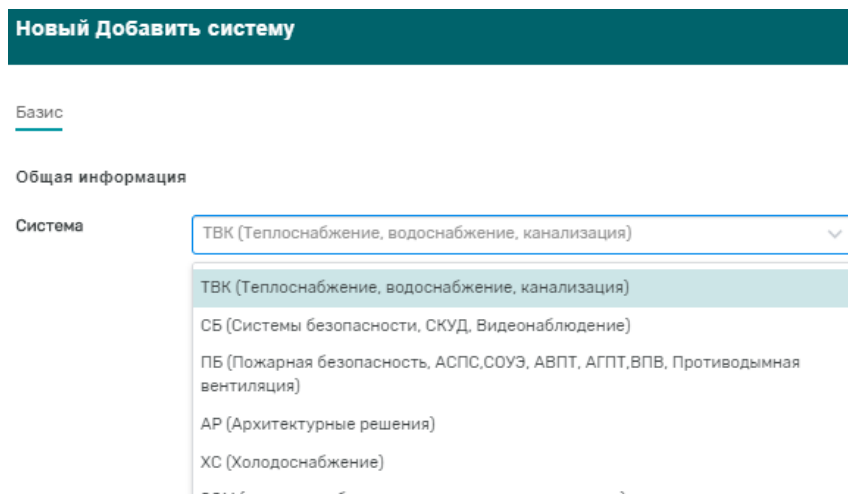 Новый Добавить систему
Базис
Общая информация
Система
ТВК (Теплоснабжение, водоснабжение, канализация)
ТВК (Теплоснабжение, водоснабжение, канализация)
СБ (Системы безопасности, СКУД, Видеонаблюдение)
ПБ (Пожарная безопасность, АСПС,СОУЭ, АВПТ, АГПТ,ВПВ, Противодымная
вентиляция)
АР (Архитектурные решения)
ХС (Холодоснабжение)